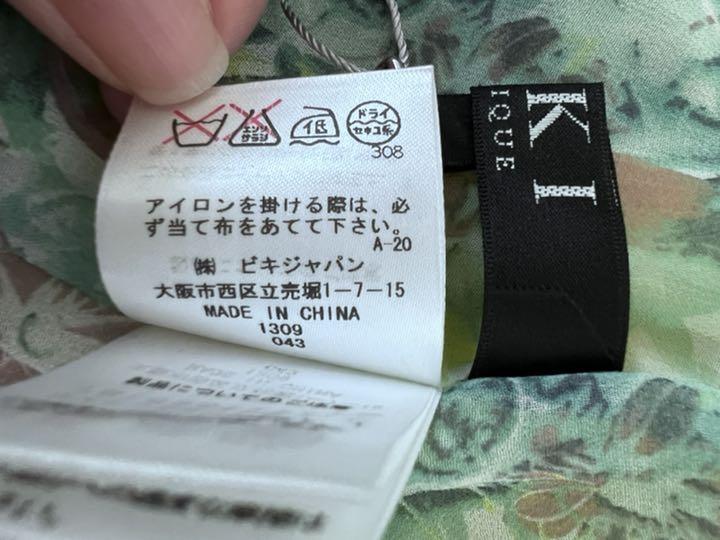 エンソ
サラシ
低
ドライ
セキユ系
308
アイロンを掛ける際は、必
ず当て布をあてて下さい。
A-20
㈱ ビキジャパン
大阪市西区立売堀1-7-15
MADE IN CHINA
1309
043
KI
IQUE